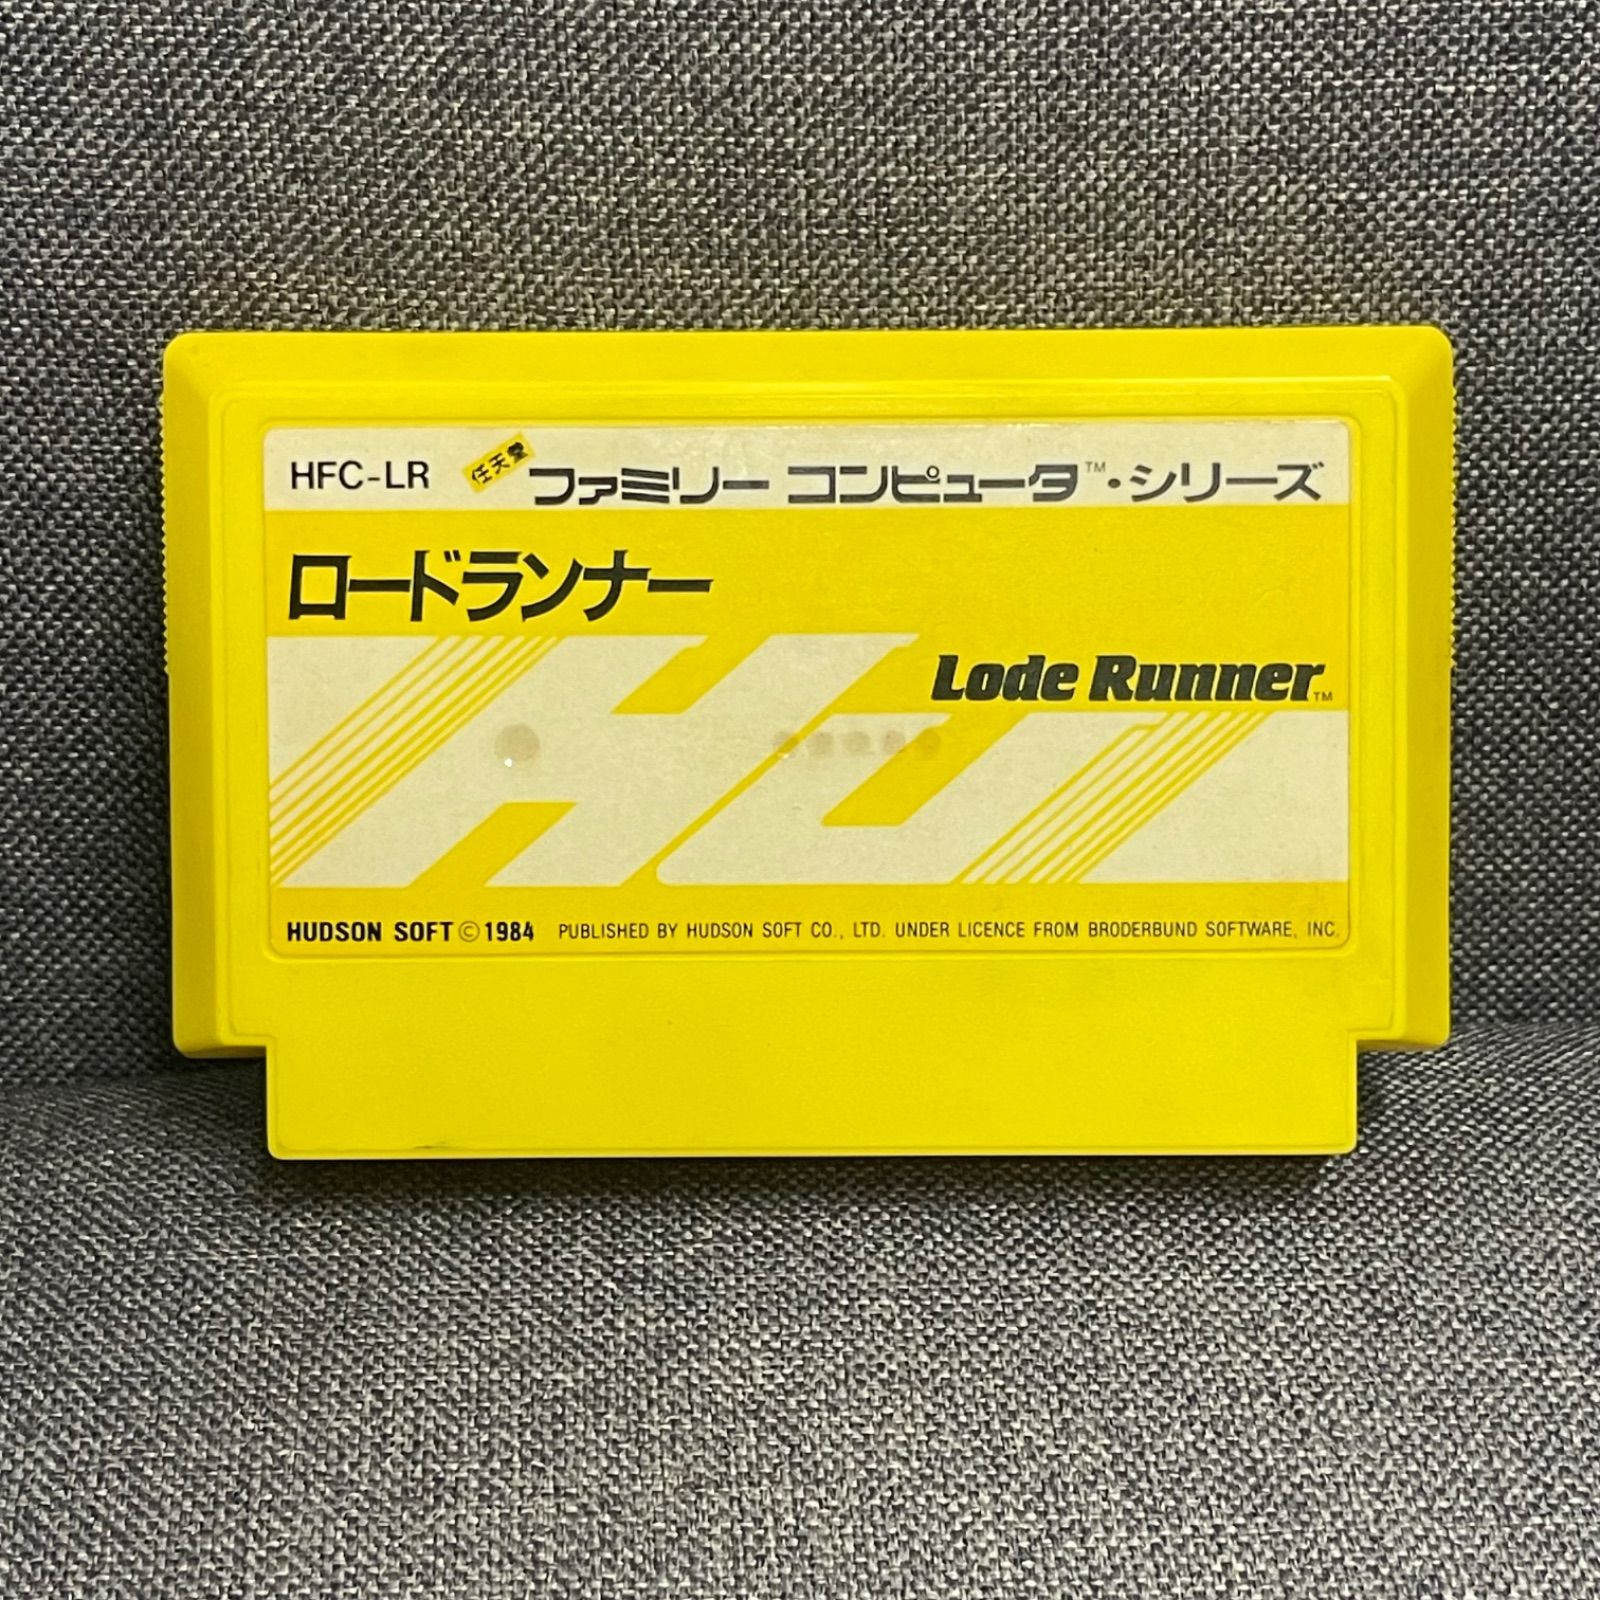 HFC-LR 任天堂 ファミリー コンピュータ™・シリーズ
ロードランナー
Lode Runner™
HU
HUDSON SOFT © 1984 PUBLISHED BY HUDSON SOFT CO., LTD. UNDER LICENCE FROM BRODERBUND SOFTWARE, INC.